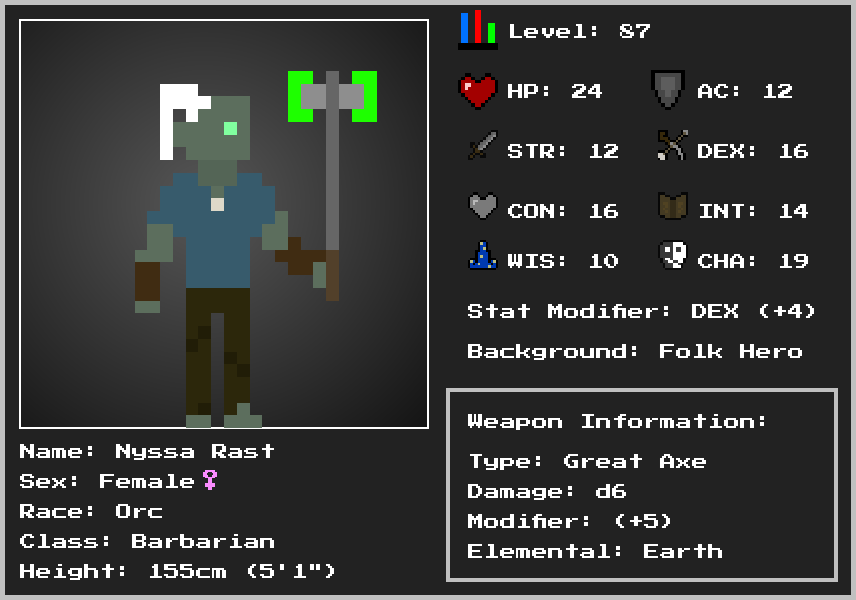 Level: 87
HP: 24
AC: 12
STR: 12
DEX: 16
CON: 16
INT: 14
WIS: 10
CHA: 19
Stat Modifier: DEX (+4)
Background: Folk Hero
Name: Nyssa Rast
Sex: Female♀
Race: Orc
Class: Barbarian
Height: 155cm (5'1")
Weapon Information:
Type: Great Axe
Damage: d6
Modifier: (+5)
Elemental: Earth